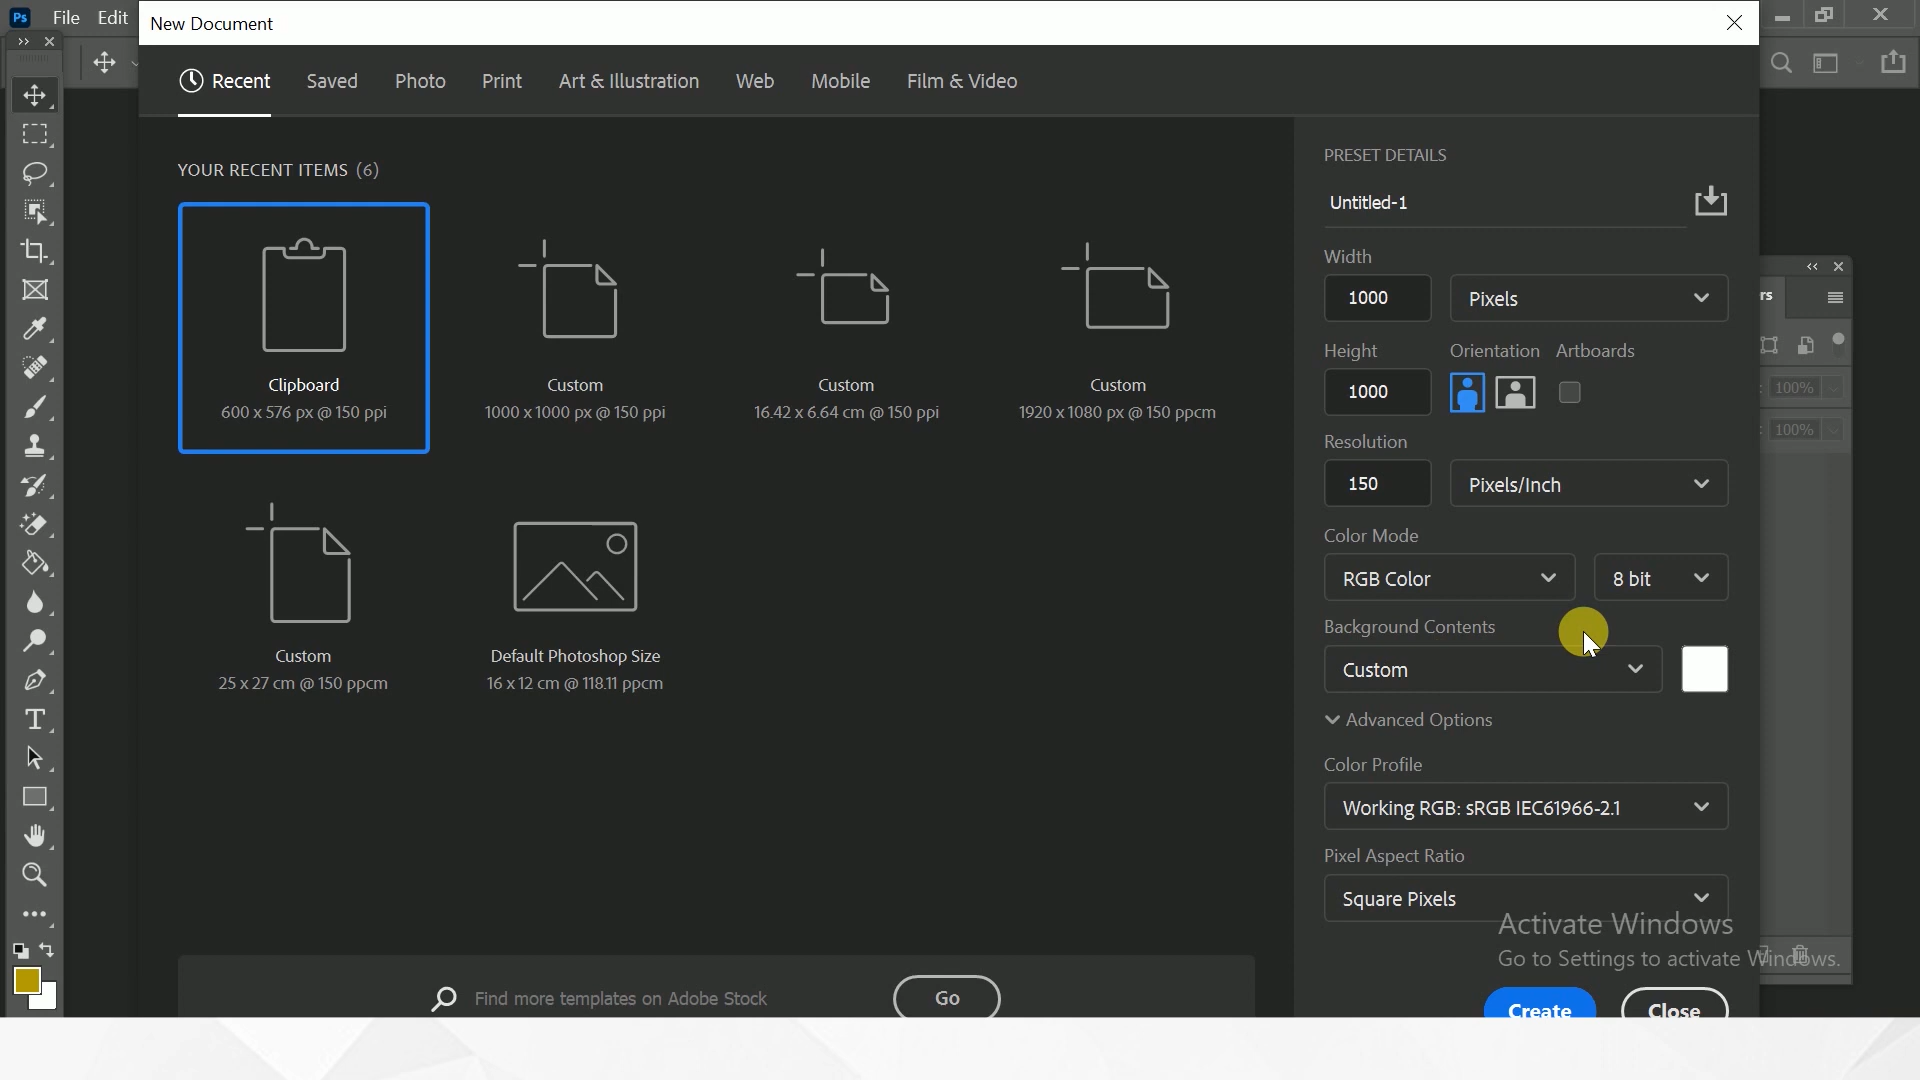 Ps File Edit
New Document
Recent Saved Photo Print Art & Illustration Web Mobile Film & Video
YOUR RECENT ITEMS (6)
Clipboard
600 x 576 px @ 150 ppi
Custom
1000 x 1000 px @ 150 ppi
Custom
16.42 x 6.64 cm @ 150 ppi
Custom
1920 x 1080 px @ 150 ppcm
Custom
25 x 27 cm @ 150 ppcm
Default Photoshop Size
16 x 12 cm @ 118.11 ppcm
Find more templates on Adobe Stock
Go
PRESET DETAILS
Untitled-1
Width
1000 Pixels
Height Orientation Artboards
1000
Resolution
150 Pixels/Inch
Color Mode
RGB Color 8 bit
Background Contents
Custom
Advanced Options
Color Profile
Working RGB: sRGB IEC61966-2.1
Pixel Aspect Ratio
Square Pixels
Create Close
rs
100%
100%
Activate Windows
Go to Settings to activate Windows.